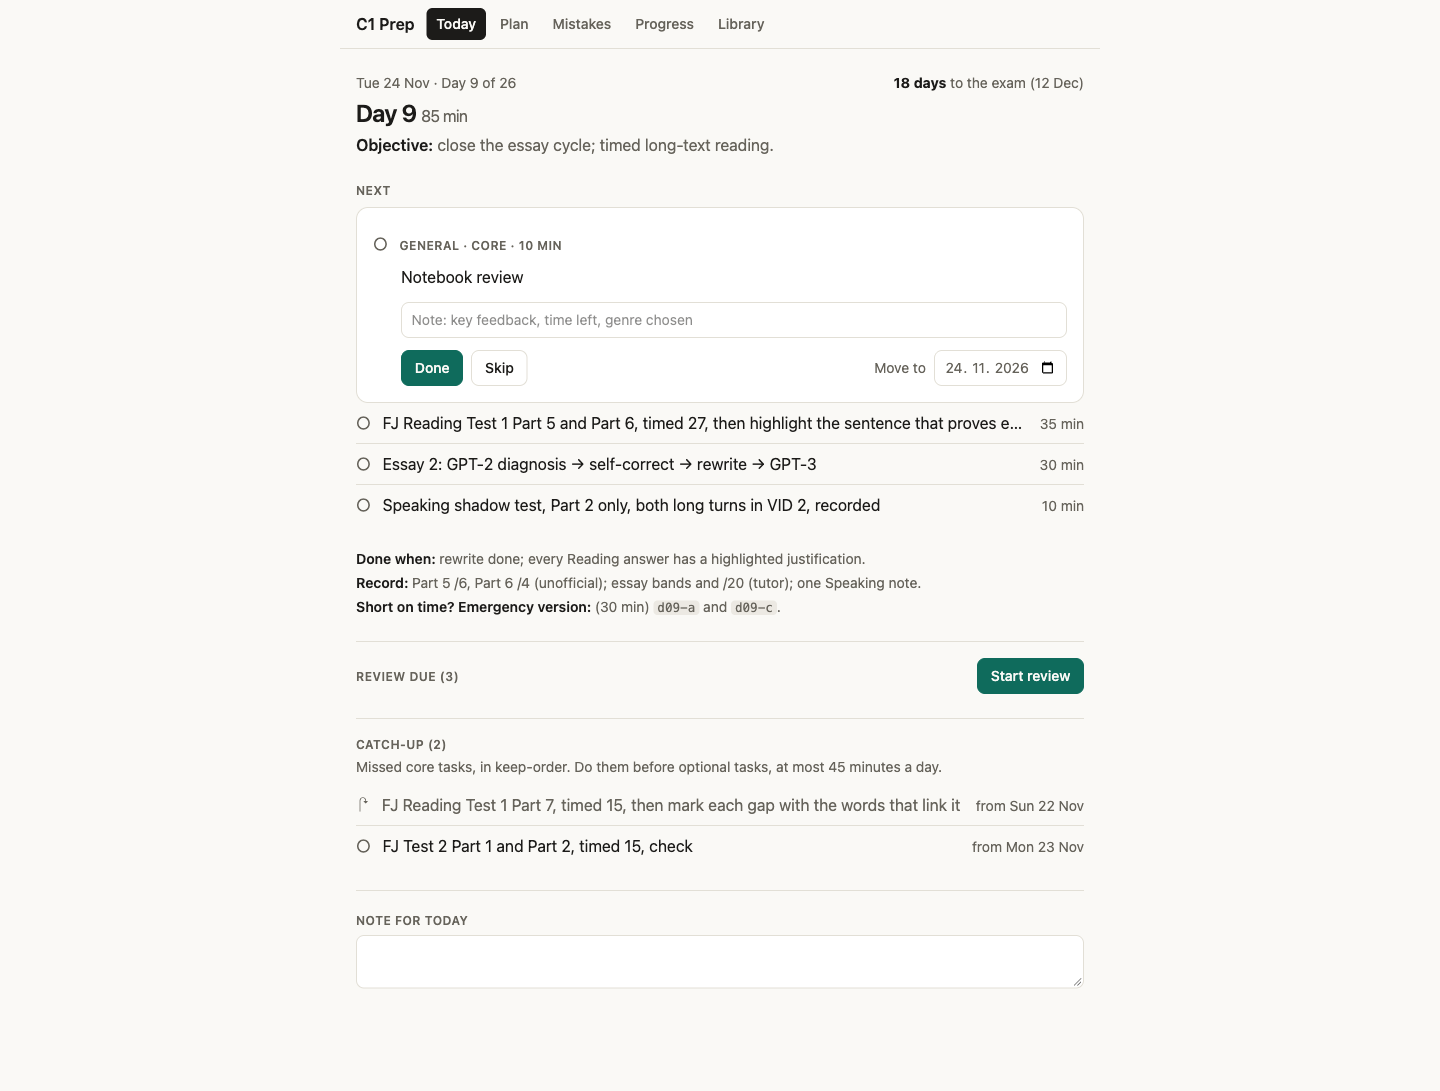 C1 Prep Today Plan Mistakes Progress Library
Tue 24 Nov · Day 9 of 26
18 days to the exam (12 Dec)
Day 9 85 min
Objective: close the essay cycle; timed long-text reading.
NEXT
GENERAL · CORE · 10 MIN
Notebook review
Note: key feedback, time left, genre chosen
Done Skip Move to 24. 11. 2026
FJ Reading Test 1 Part 5 and Part 6, timed 27, then highlight the sentence that proves e... 35 min
Essay 2: GPT-2 diagnosis → self-correct → rewrite → GPT-3 30 min
Speaking shadow test, Part 2 only, both long turns in VID 2, recorded 10 min
Done when: rewrite done; every Reading answer has a highlighted justification.
Record: Part 5 /6, Part 6 /4 (unofficial); essay bands and /20 (tutor); one Speaking note.
Short on time? Emergency version: (30 min) d09-a and d09-c.
REVIEW DUE (3) Start review
CATCH-UP (2)
Missed core tasks, in keep-order. Do them before optional tasks, at most 45 minutes a day.
FJ Reading Test 1 Part 7, timed 15, then mark each gap with the words that link it from Sun 22 Nov
FJ Test 2 Part 1 and Part 2, timed 15, check from Mon 23 Nov
NOTE FOR TODAY